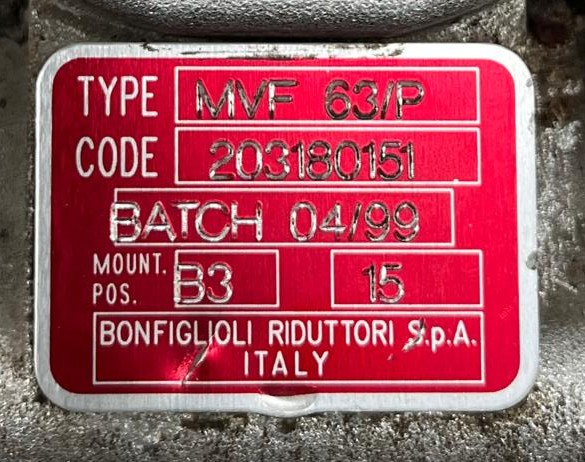 TYPE MVF 63/P
CODE 203180151
BATCH 04/99
MOUNT. POS. B3 15
BONFIGLIOLI RIDUTTORI S.p.A.
ITALY